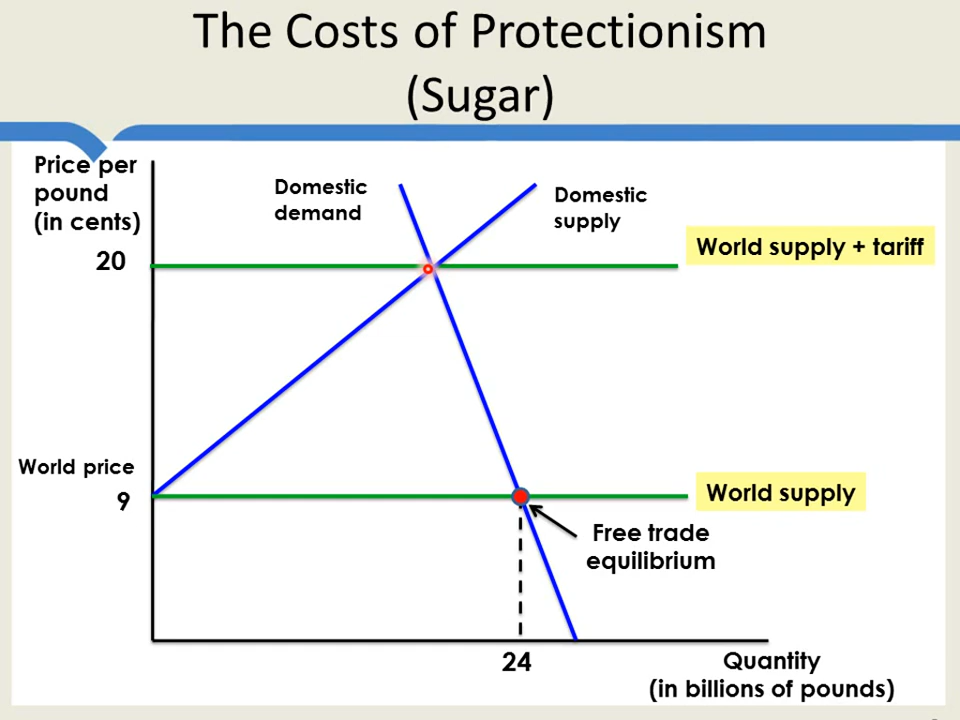 The Costs of Protectionism
(Sugar)
Price per
pound
(in cents)
Domestic
demand
Domestic
supply
20
World supply + tariff
World price
9
World supply
Free trade
equilibrium
24
Quantity
(in billions of pounds)